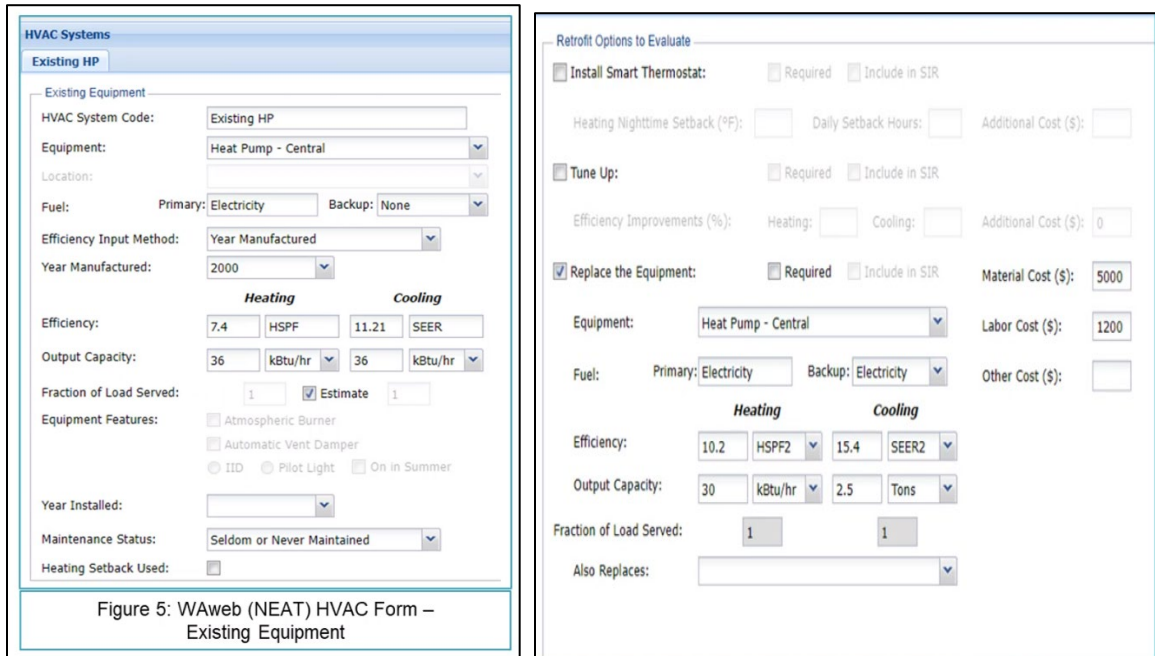 HVAC Systems
Existing HP
Existing Equipment
HVAC System Code: Existing HP
Equipment: Heat Pump - Central
Location:
Fuel: Primary: Electricity Backup: None
Efficiency Input Method: Year Manufactured
Year Manufactured: 2000
Heating Cooling
Efficiency: 7.4 HSPF 11.21 SEER
Output Capacity: 36 kBtu/hr 36 kBtu/hr
Fraction of Load Served: 1 Estimate 1
Equipment Features: Atmospheric Burner
Automatic Vent Damper
IID Pilot Light On in Summer
Year Installed:
Maintenance Status: Seldom or Never Maintained
Heating Setback Used:
Figure 5: WAweb (NEAT) HVAC Form –
Existing Equipment
Retrofit Options to Evaluate
Install Smart Thermostat: Required Include in SIR
Heating Nighttime Setback (ºF): Daily Setback Hours: Additional Cost ($):
Tune Up: Required Include in SIR
Efficiency Improvements (%): Heating: Cooling: Additional Cost ($): 0
Replace the Equipment: Required Include in SIR Material Cost ($): 5000
Equipment: Heat Pump - Central Labor Cost ($): 1200
Fuel: Primary: Electricity Backup: Electricity Other Cost ($):
Heating Cooling
Efficiency: 10.2 HSPF2 15.4 SEER2
Output Capacity: 30 kBtu/hr 2.5 Tons
Fraction of Load Served: 1 1
Also Replaces: